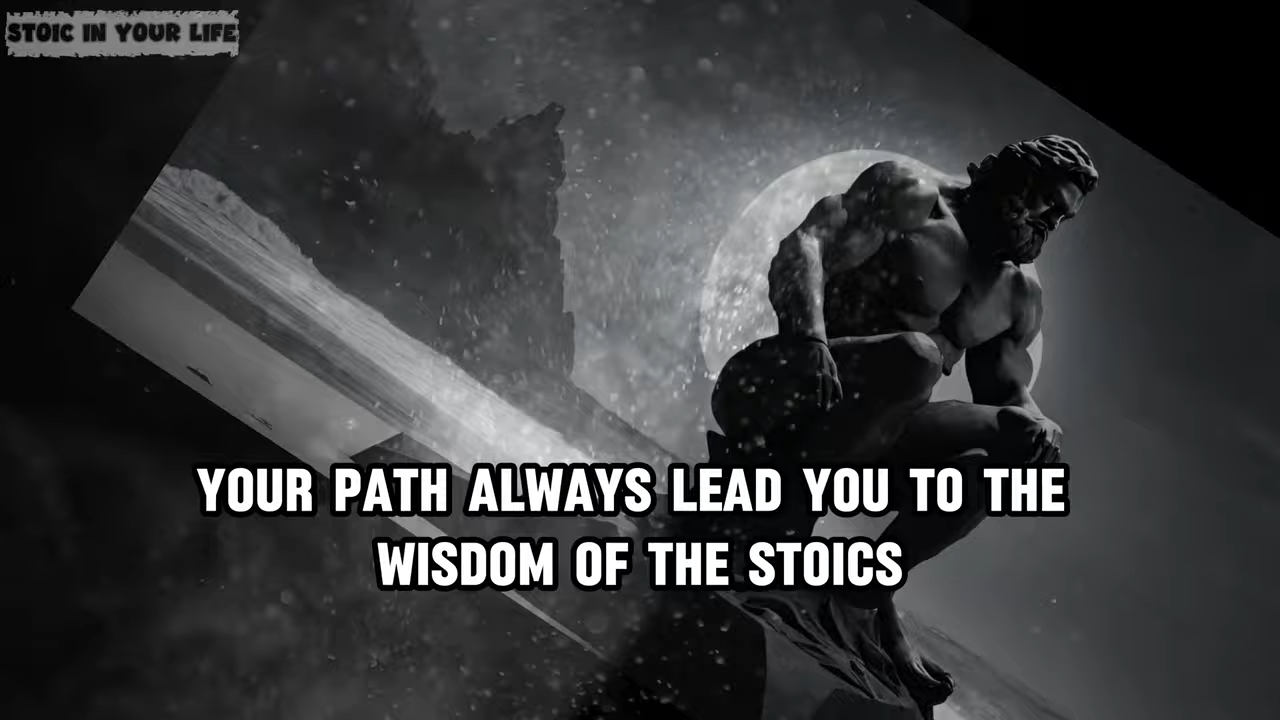 STOIC IN YOUR LIFE
YOUR PATH ALWAYS LEAD YOU TO THE
WISDOM OF THE STOICS